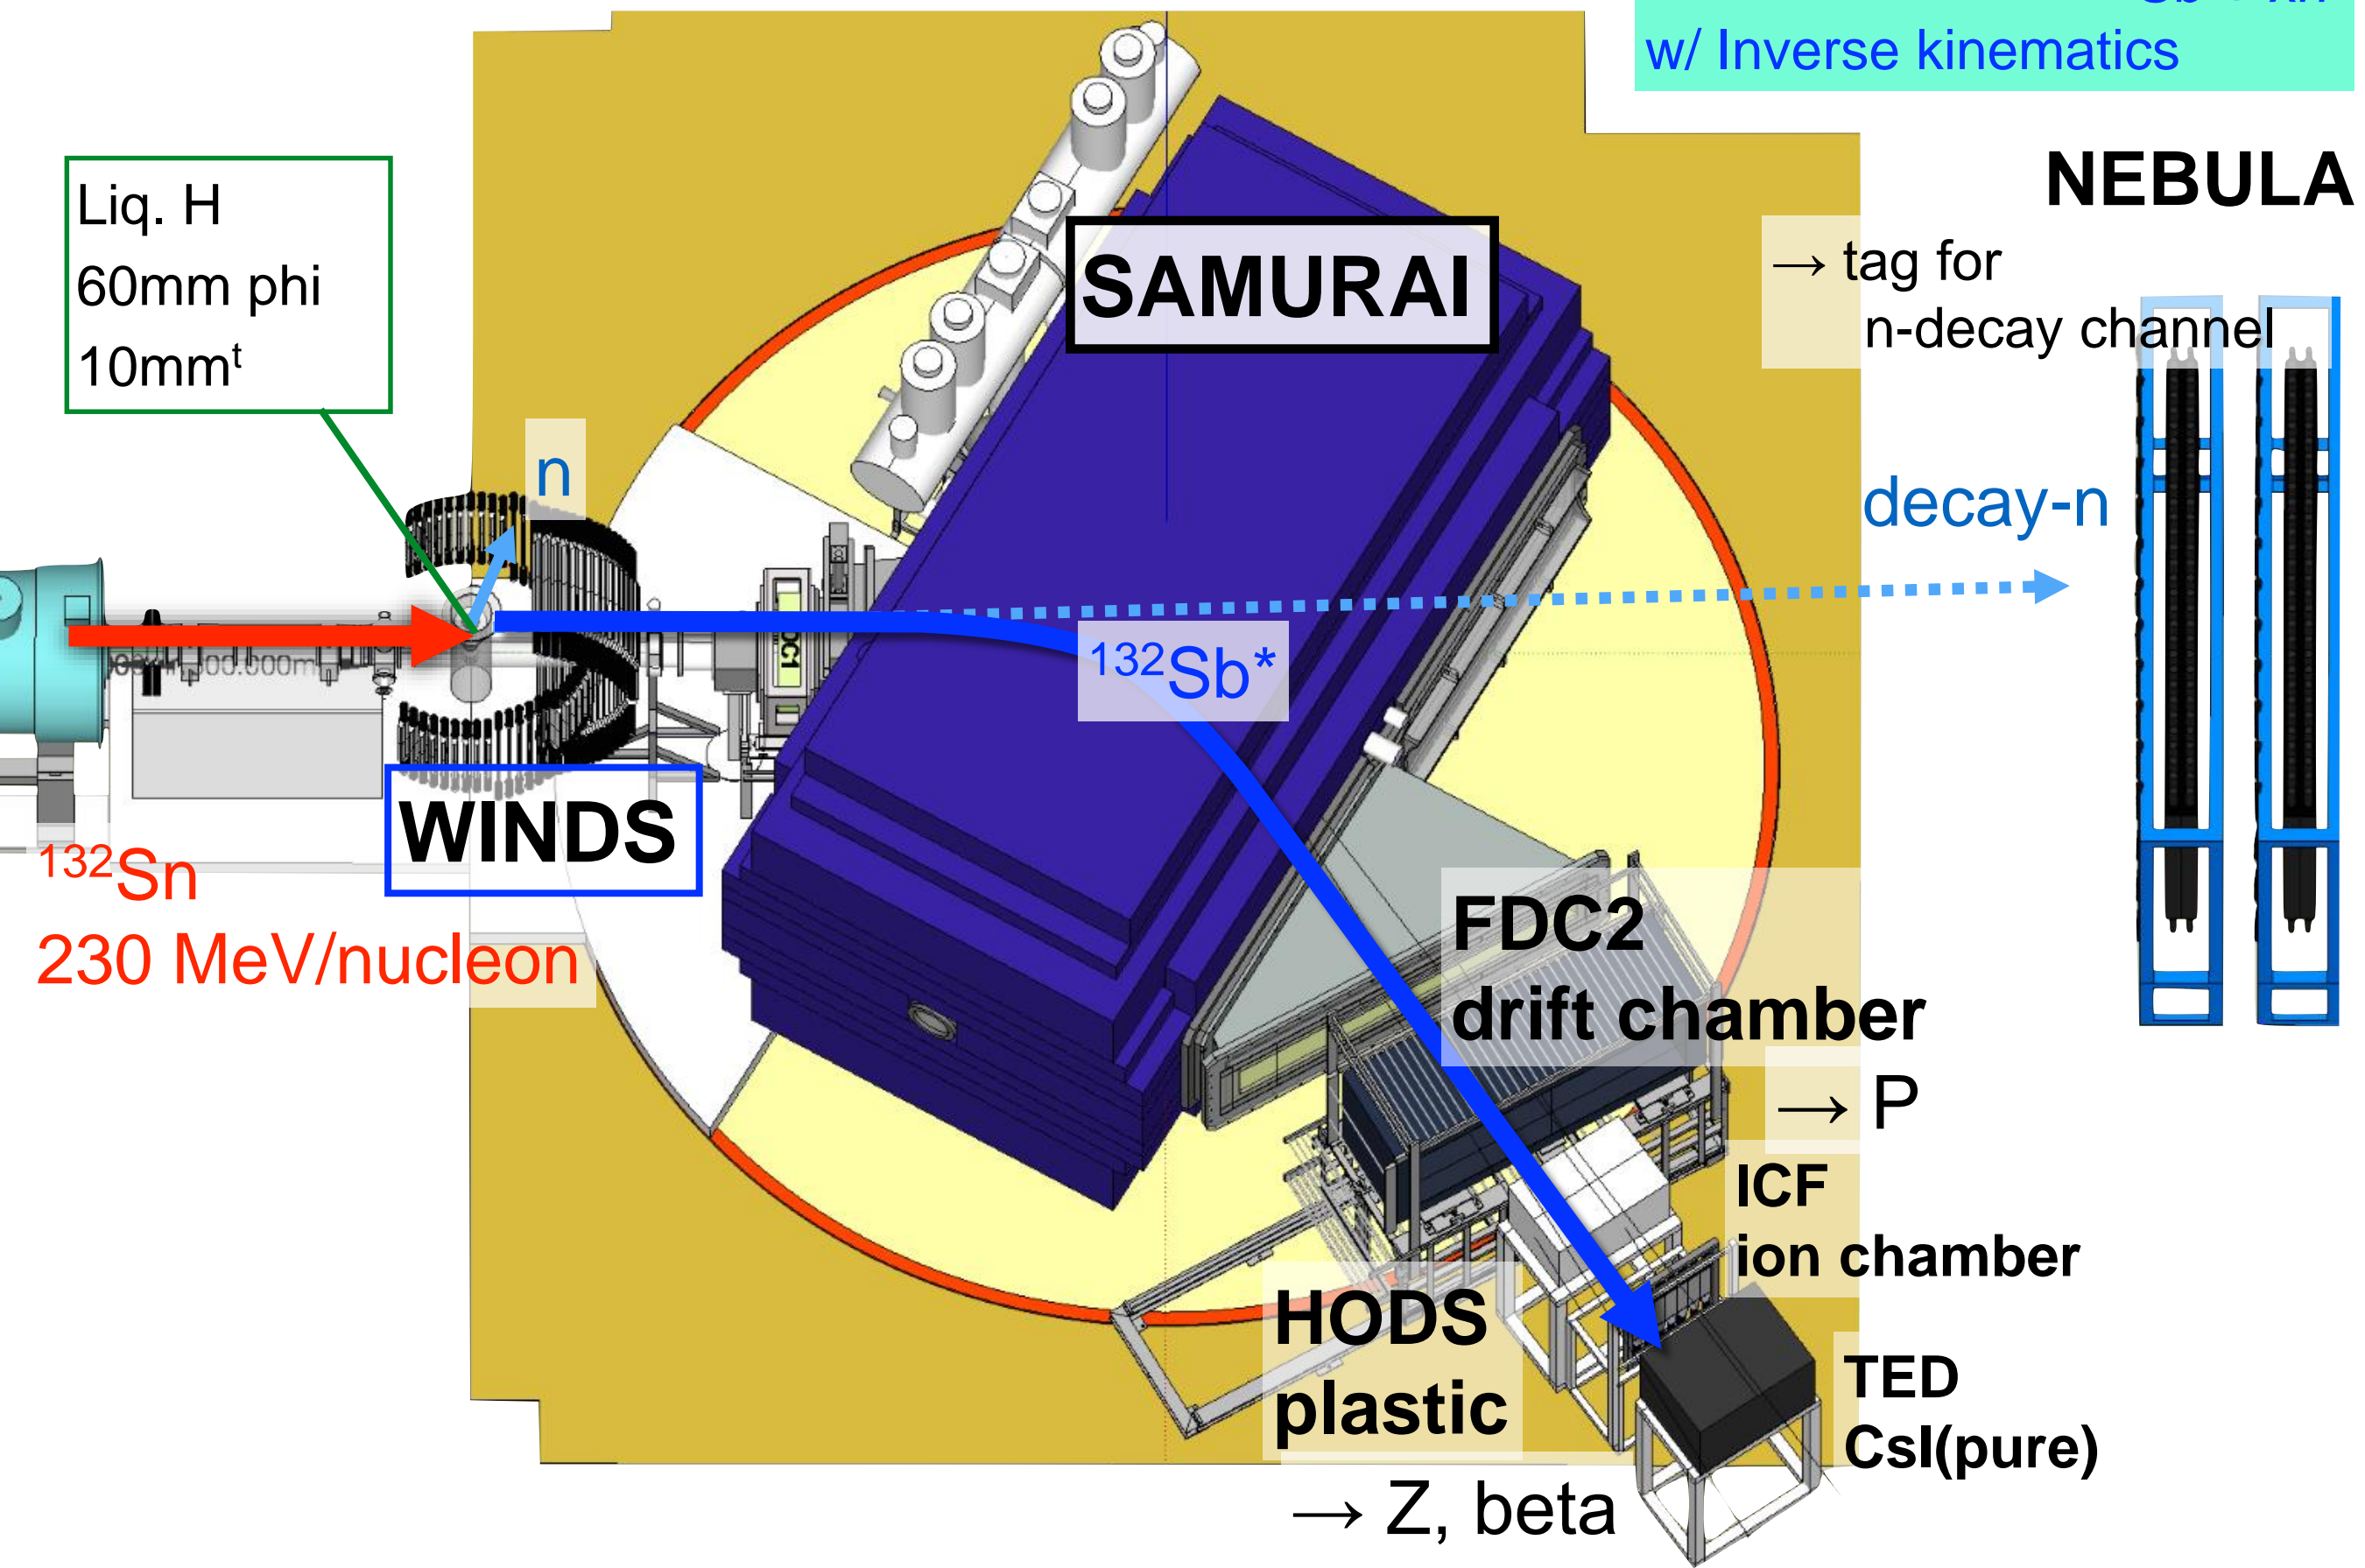 w/ Inverse kinematics
NEBULA
Liq. H
60mm phi
10mmᵗ
SAMURAI
→ tag for
n-decay channel
n
decay-n
¹³²Sb*
WINDS
¹³²Sn
230 MeV/nucleon
FDC2
drift chamber
→ P
ICF
ion chamber
HODS
plastic
→ Z, beta
TED
CsI(pure)